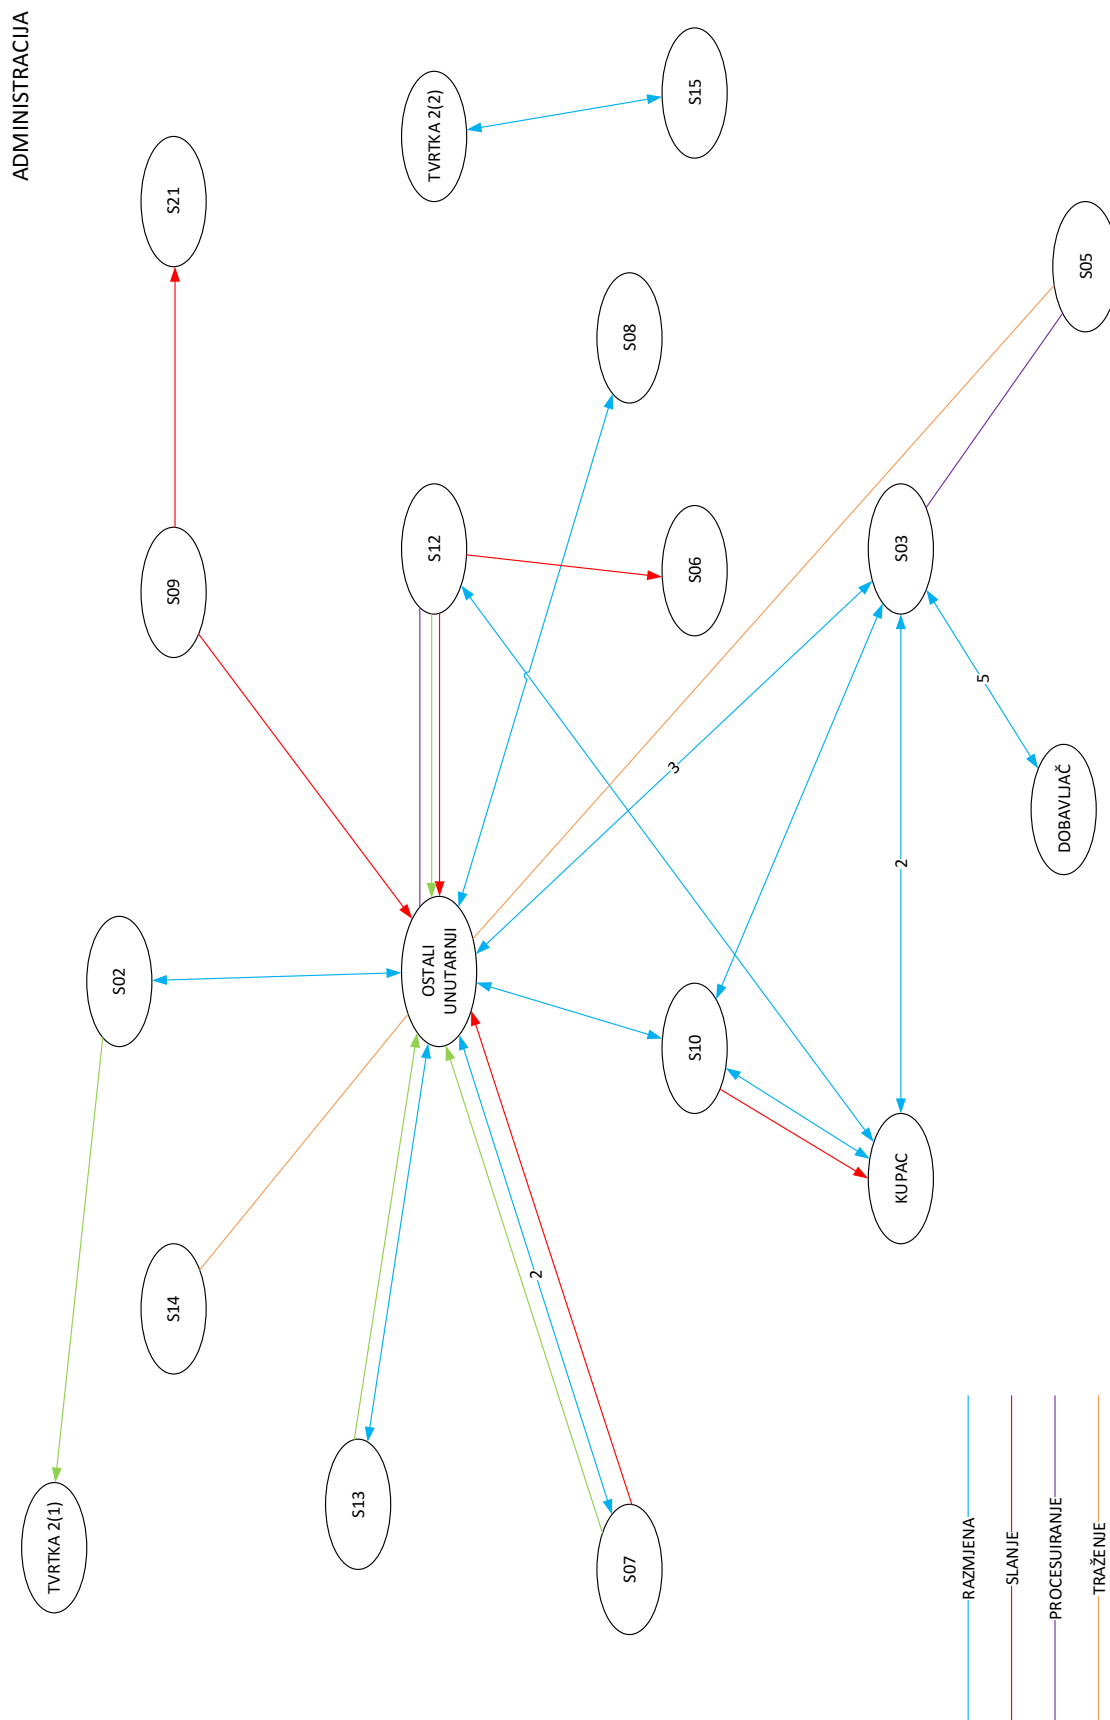 ADMINISTRACIJA
TVRTKA 2(1)
S02
S14
S09
S21
S13
OSTALI
UNUTARNJI
S12
TVRTKA 2(2)
2
S07
S08
3
S10
S06
S15
KUPAC
2
S03
5
DOBAVLJAČ
S05
RAZMJENA
SLANJE
PROCESUIRANJE
TRAŽENJE